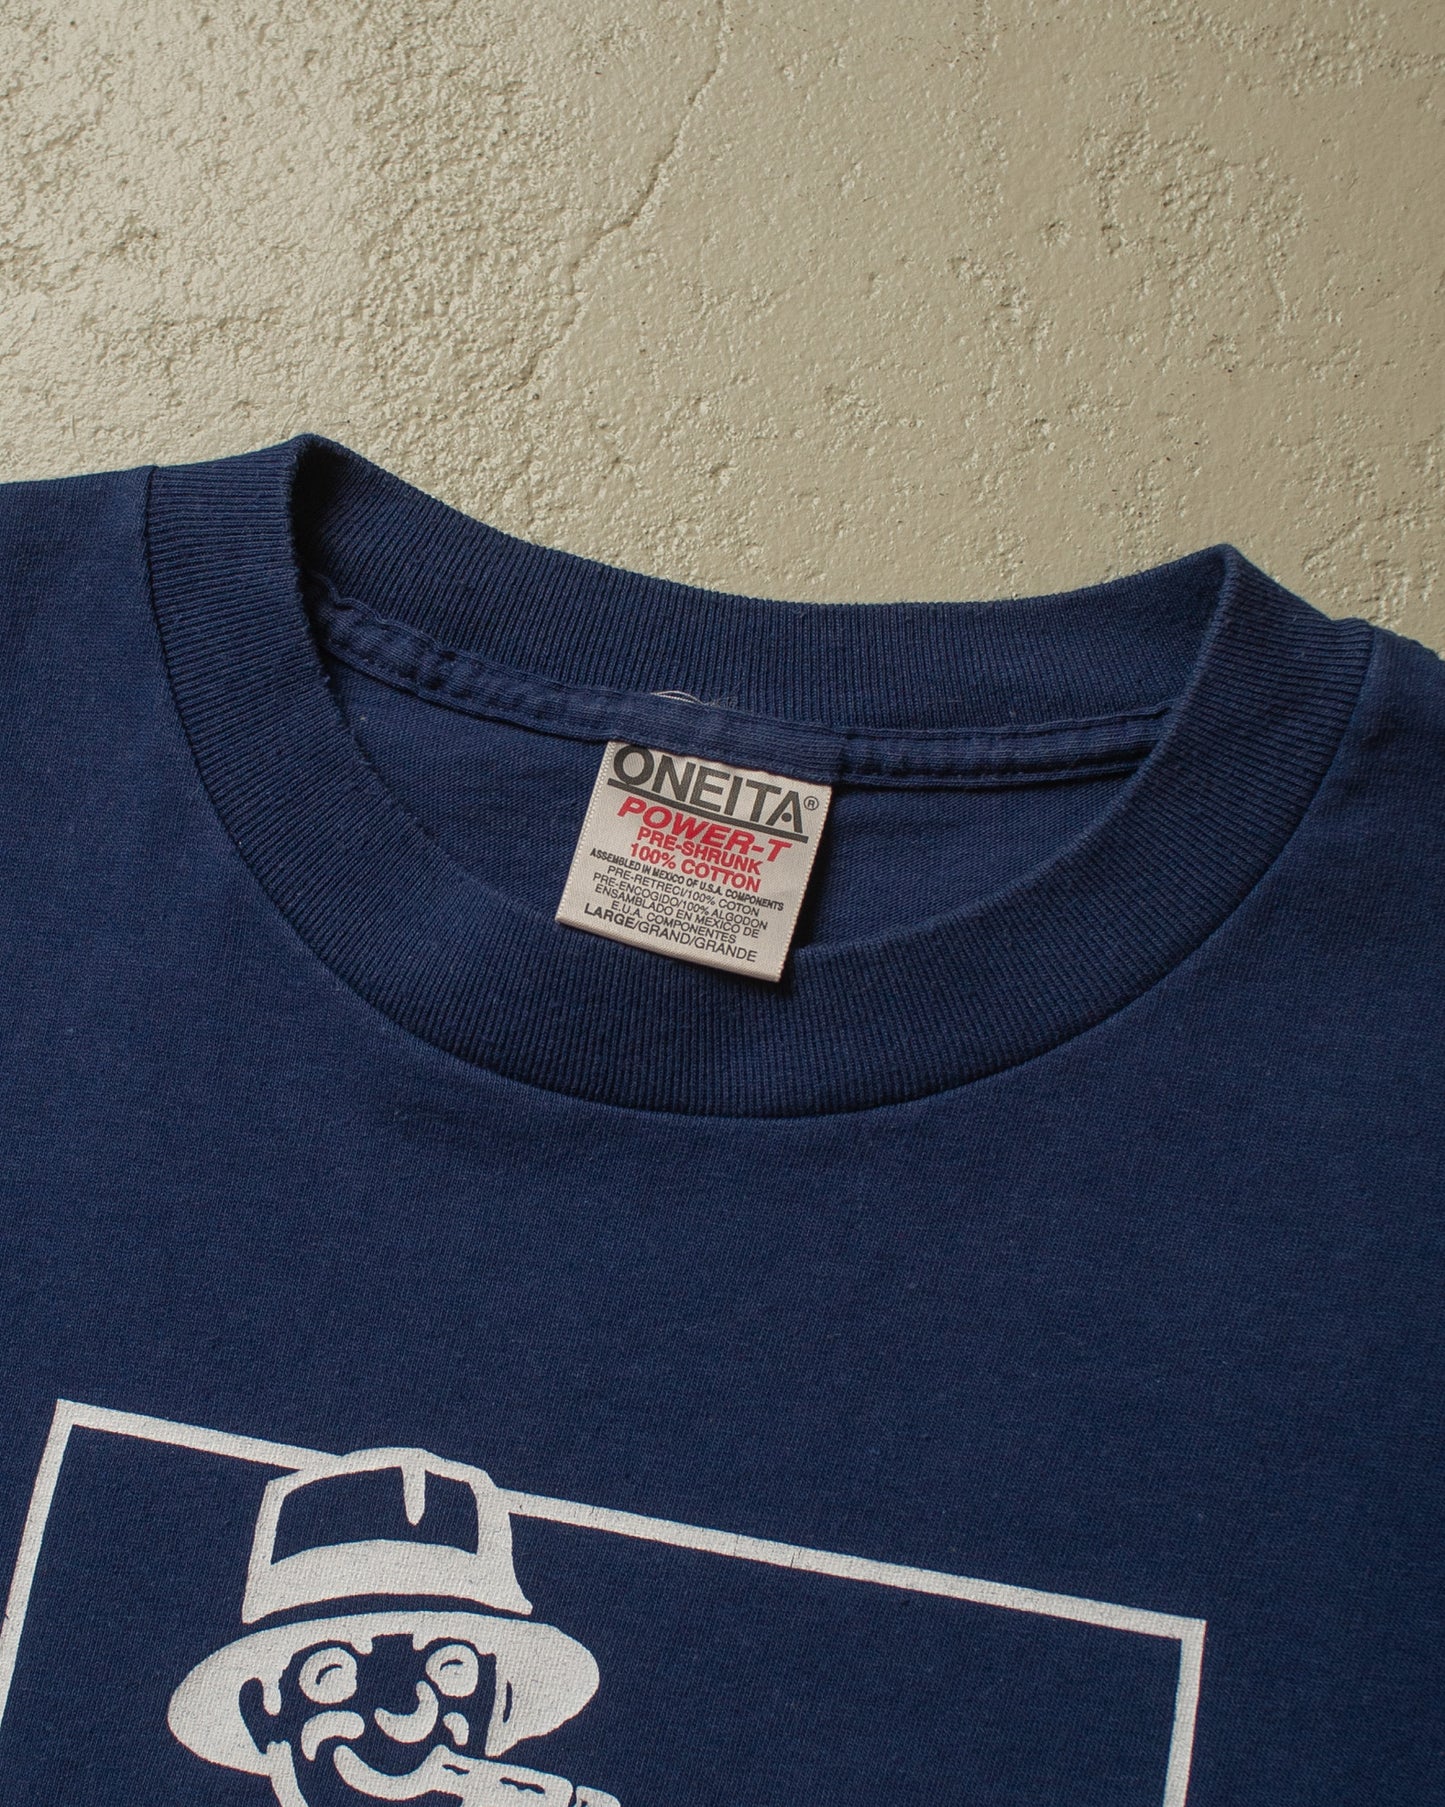 ONEITA®
POWER-T
PRE-SHRUNK
100% COTTON
ASSEMBLED IN MEXICO OF U.S.A. COMPONENTS
PRE-RETRECI/100% COTON
PRE-ENCOGIDO/100% ALGODON
ENSAMBLADO EN MEXICO DE
E.U.A. COMPONENTES
LARGE/GRAND/GRANDE